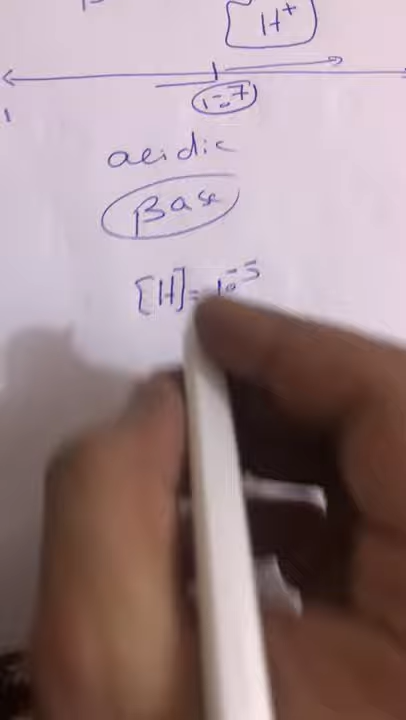 H⁺
10⁻⁷
acidic
Base
[H]=10⁻⁵